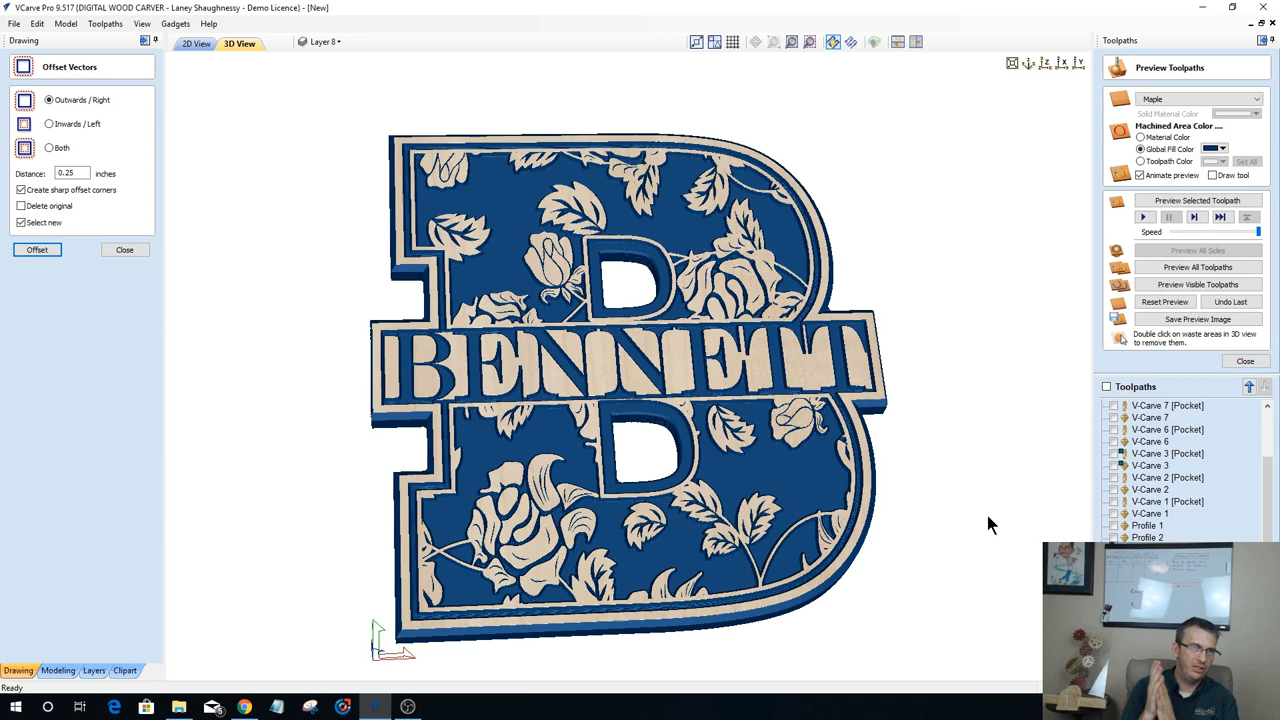 VCarve Pro 9.517 {DIGITAL WOOD CARVER - Laney Shaughnessy - Demo Licence} - [New]
File Edit Model Toolpaths View Gadgets Help
Drawing
2D View
3D View
Layer 8
Toolpaths
Offset Vectors
Outwards / Right
Inwards / Left
Both
Distance: 0.25 inches
Create sharp offset corners
Delete original
Select new
Offset
Close
BENNETT
Preview Toolpaths
Maple
Solid Material Color
Machined Area Color ....
Material Color
Global Fill Color
Toolpath Color
Set All
Animate preview
Draw tool
Preview Selected Toolpath
Speed
Preview All Sides
Preview All Toolpaths
Preview Visible Toolpaths
Reset Preview
Undo Last
Save Preview Image
Double click on waste areas in 3D view
to remove them.
Close
Toolpaths
V-Carve 7 [Pocket]
V-Carve 7
V-Carve 6 [Pocket]
V-Carve 6
V-Carve 3 [Pocket]
V-Carve 3
V-Carve 2 [Pocket]
V-Carve 2
V-Carve 1 [Pocket]
V-Carve 1
Profile 1
Profile 2
Drawing
Modeling
Layers
Clipart
Ready